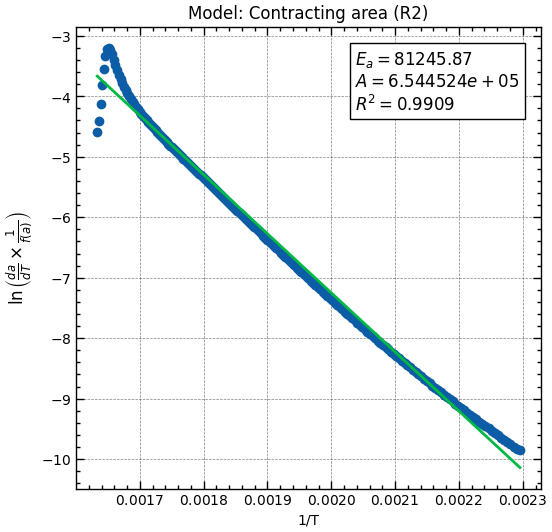 Model: Contracting area (R2)
E_a = 81245.87
A = 6.544524e + 05
R^2 = 0.9909
ln(da/dT × 1/f(a))
−3
−4
−5
−6
−7
−8
−9
−10
0.0017 0.0018 0.0019 0.0020 0.0021 0.0022 0.0023
1/T